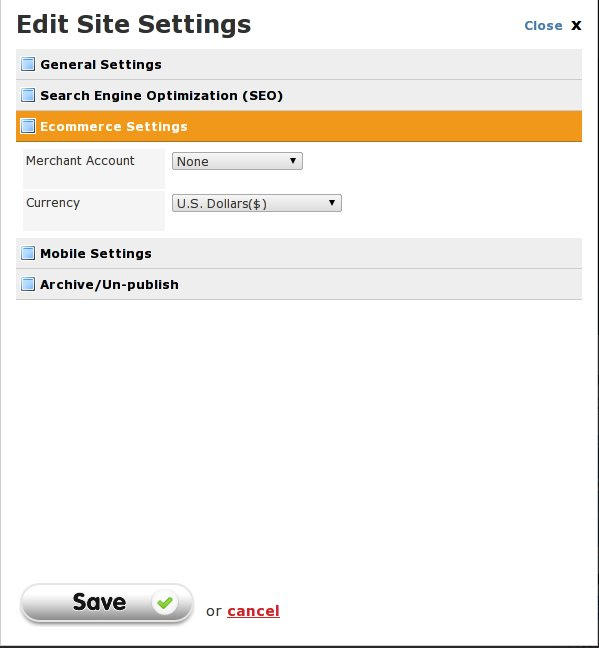 Edit Site Settings
Close X
General Settings
Search Engine Optimization (SEO)
Ecommerce Settings
Merchant Account None
Currency U.S. Dollars($)
Mobile Settings
Archive/Un-publish
Save or cancel